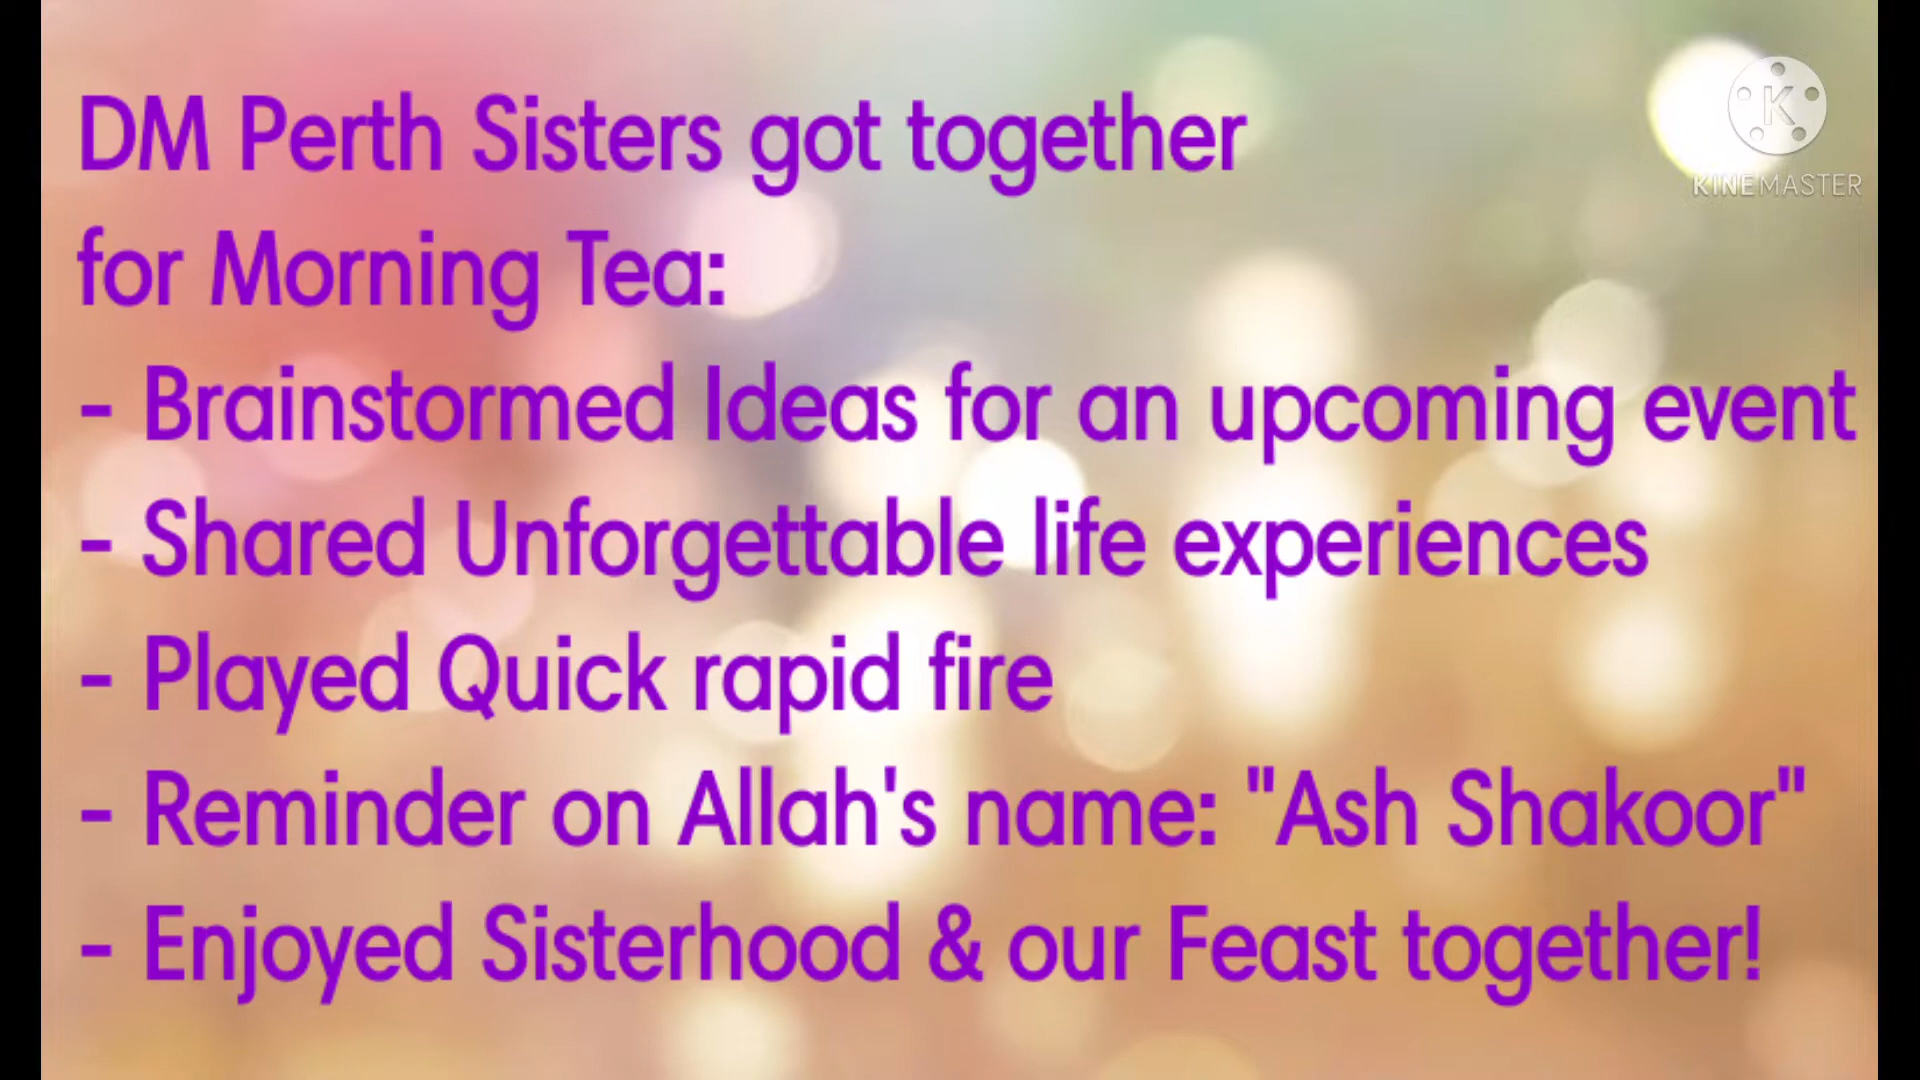 DM Perth Sisters got together
for Morning Tea:
- Brainstormed Ideas for an upcoming event
- Shared Unforgettable life experiences
- Played Quick rapid fire
- Reminder on Allah's name: "Ash Shakoor"
- Enjoyed Sisterhood & our Feast together!
K
KINEMASTER